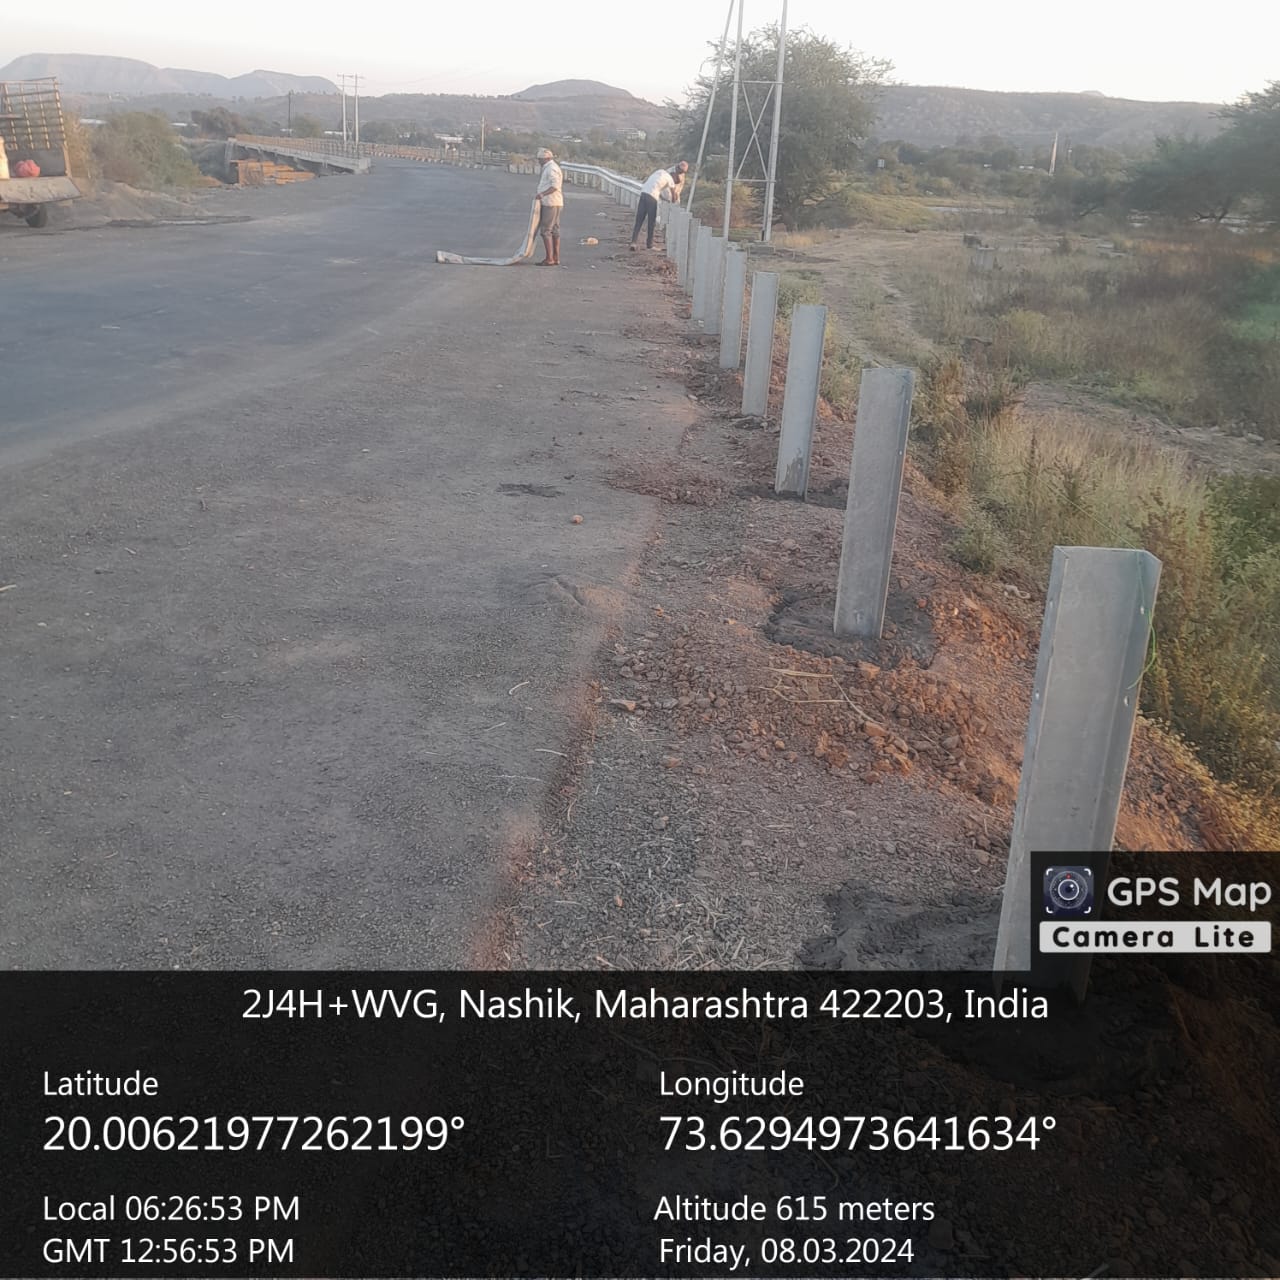 GPS Map
Camera Lite
2J4H+WVG, Nashik, Maharashtra 422203, India
Latitude
20.00621977262199°
Longitude
73.6294973641634°
Local 06:26:53 PM
GMT 12:56:53 PM
Altitude 615 meters
Friday, 08.03.2024